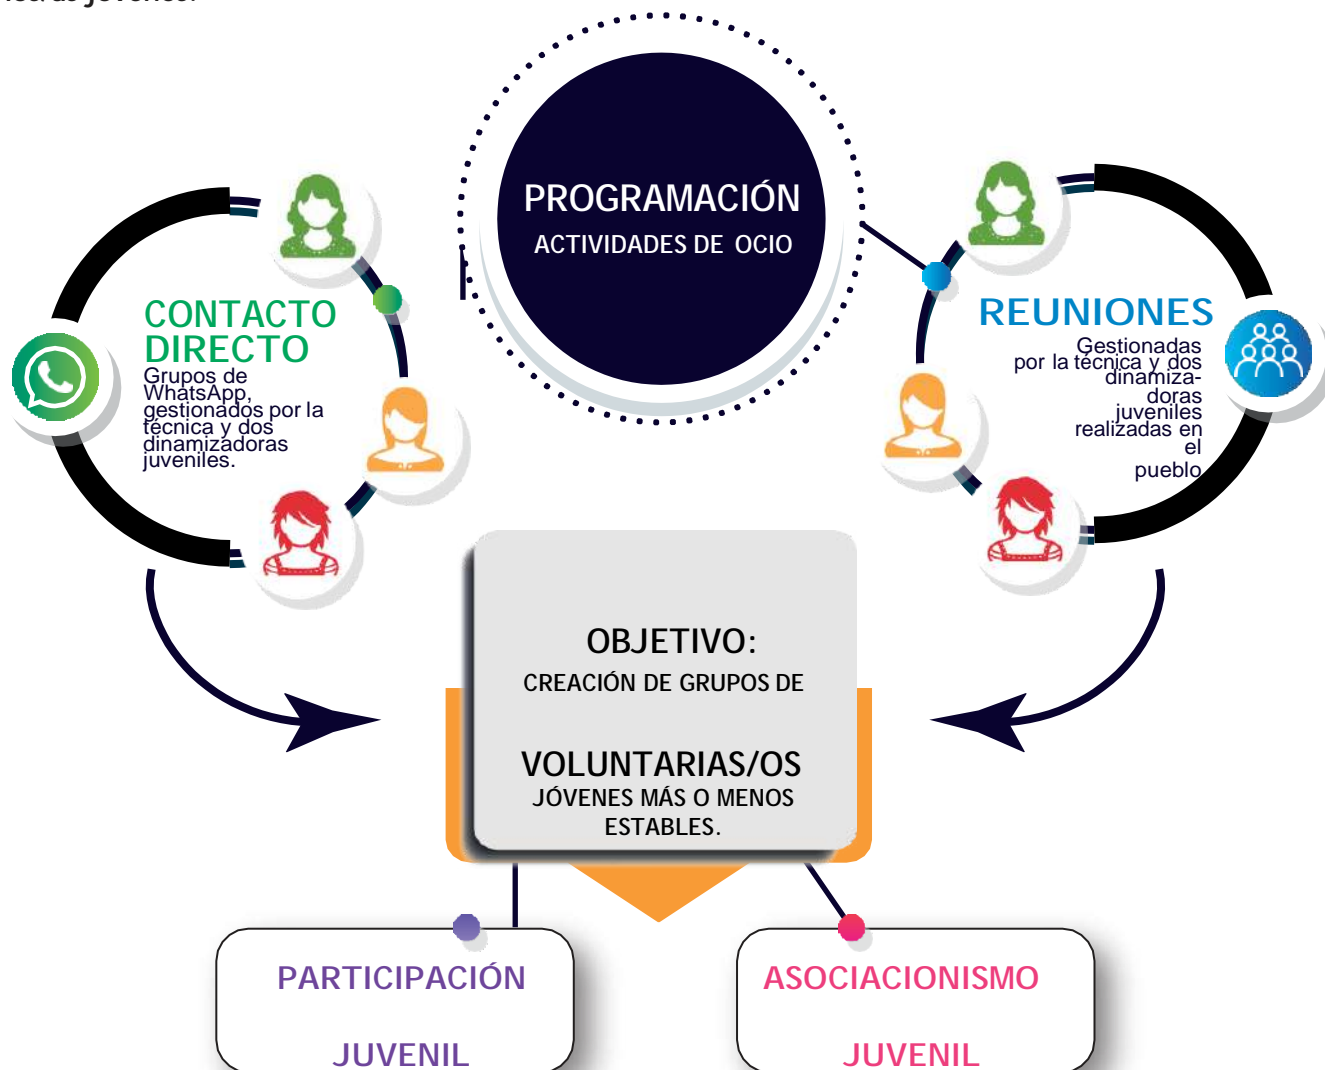 jóvenes.
PROGRAMACIÓN
ACTIVIDADES DE OCIO
CONTACTO
DIRECTO
Grupos de
WhatsApp,
gestionados por la
técnica y dos
dinamizadoras
juveniles.
REUNIONES
Gestionadas
por la técnica y dos
dinamiza-
doras
juveniles
realizadas en
el
pueblo
OBJETIVO:
CREACIÓN DE GRUPOS DE
VOLUNTARIAS/OS
JÓVENES MÁS O MENOS
ESTABLES.
PARTICIPACIÓN
JUVENIL
ASOCIACIONISMO
JUVENIL